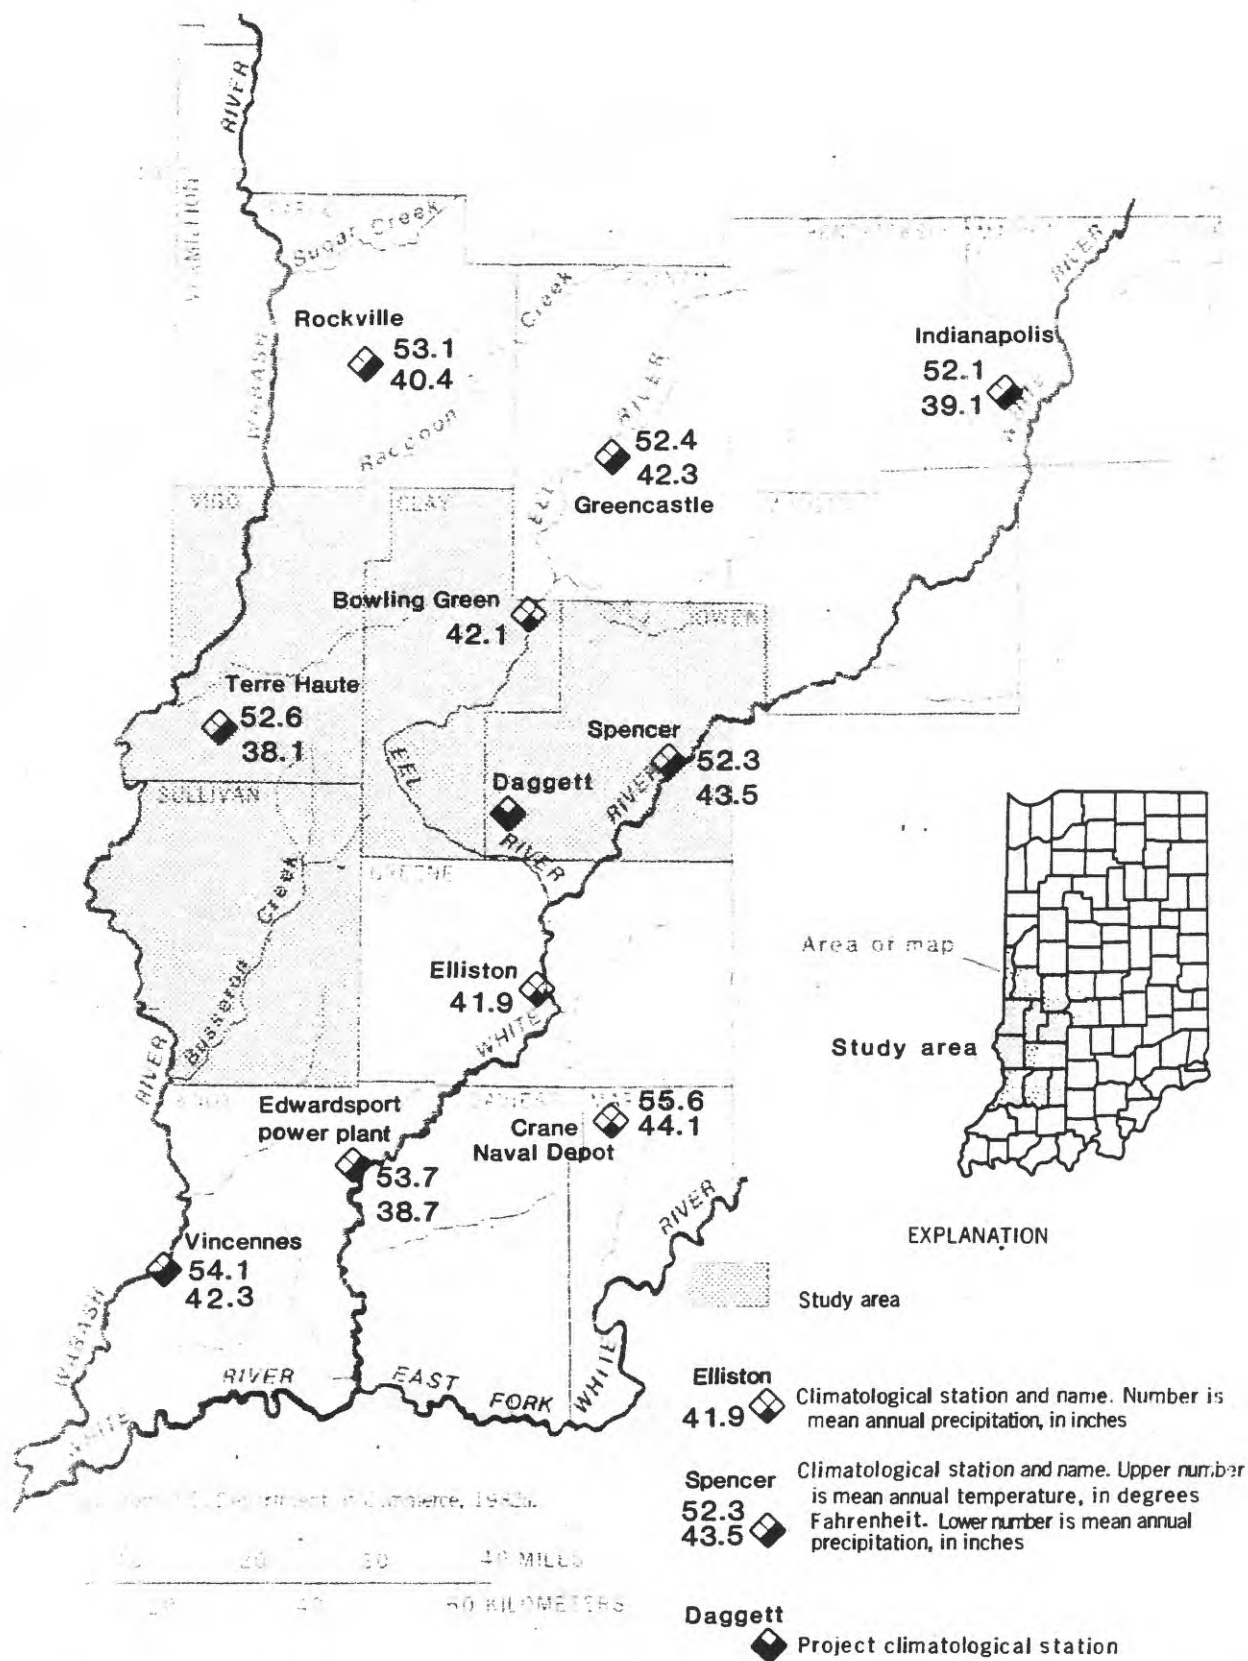 RIVER
Sugar Creek
RIVER
Rockville
53.1
40.4
WABASH
Creek
RIVER
Indianapolis
52.1
39.1
Raccoon
52.4
42.3
Greencastle
EEL
VIGO
CLAY
Bowling Green
42.1
OWEN
Terre Haute
52.6
38.1
Spencer
52.3
43.5
EEL
Daggett
RIVER
RIVER
SULLIVAN
GREENE
Creek
Busseron
Area of map
Elliston
41.9
WHITE
Study area
RIVER
Edwardsport
power plant
53.7
38.7
55.6
44.1
Crane
Naval Depot
RIVER
Vincennes
54.1
42.3
WABASH
EXPLANATION
Study area
RIVER
EAST
FORK
WHITE
WHITE
Elliston
41.9
Climatological station and name. Number is
mean annual precipitation, in inches
Spencer
52.3
43.5
Climatological station and name. Upper number
is mean annual temperature, in degrees
Fahrenheit. Lower number is mean annual
precipitation, in inches
Department of Commerce,
20
40 MILES
40
60 KILOMETERS
Daggett
Project climatological station